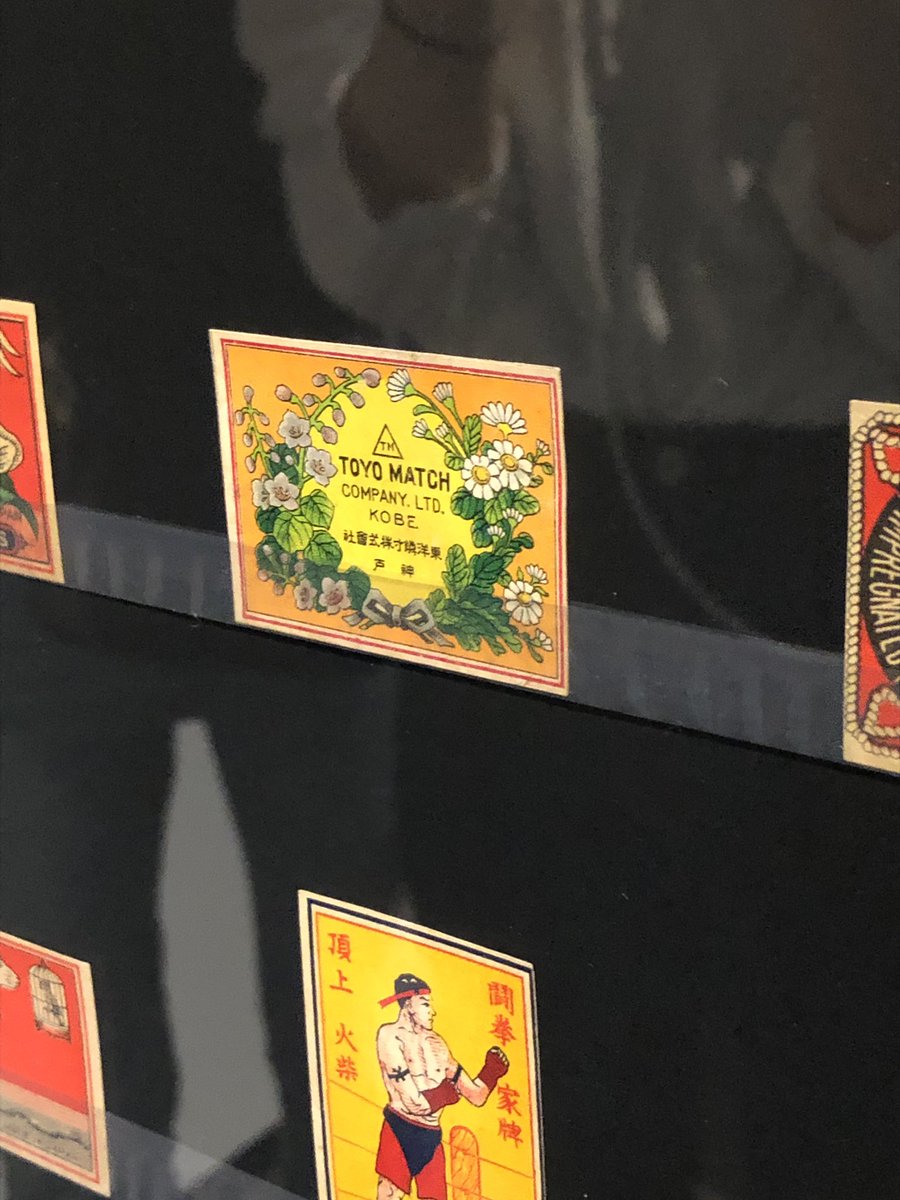 TM
TOYO MATCH
COMPANY. LTD.
KOBE.
東洋燐寸株式會社
神戸
鬪拳家牌
頂上火柴